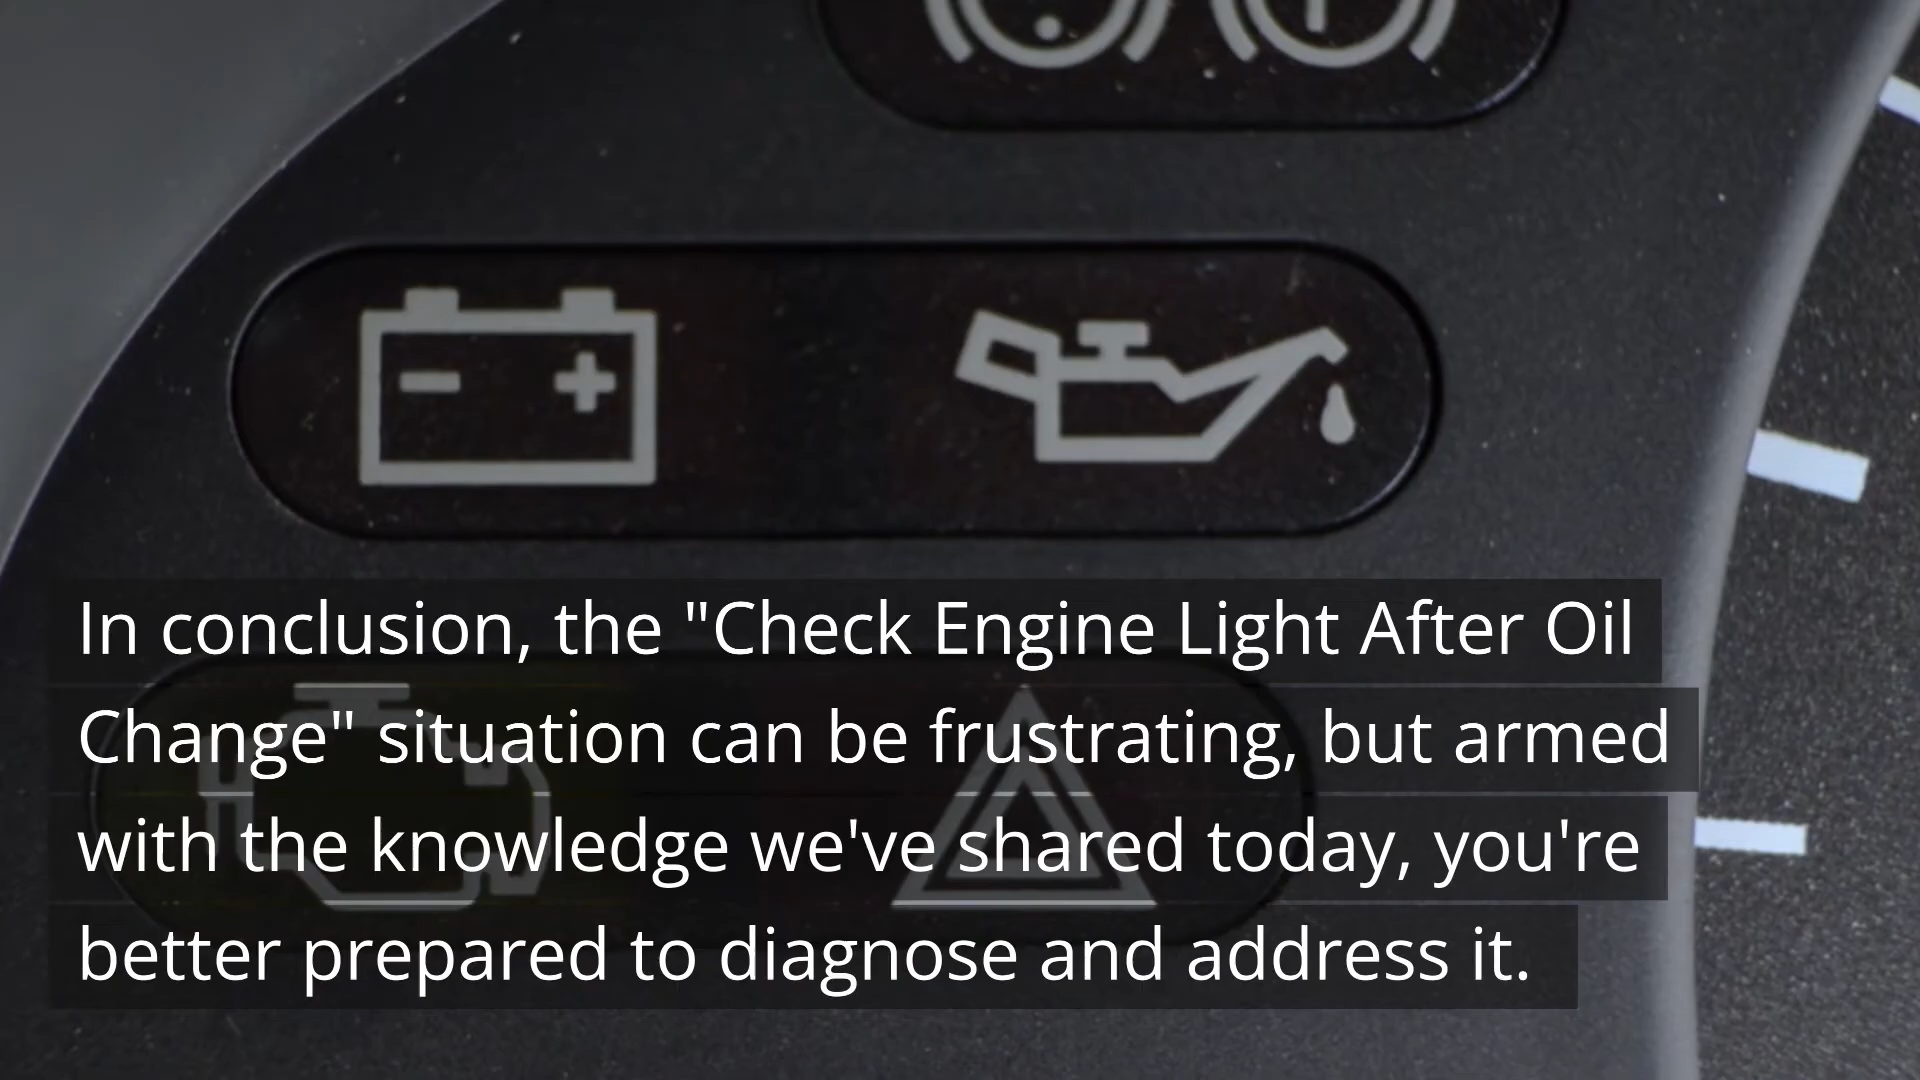 In conclusion, the "Check Engine Light After Oil
Change" situation can be frustrating, but armed
with the knowledge we've shared today, you're
better prepared to diagnose and address it.